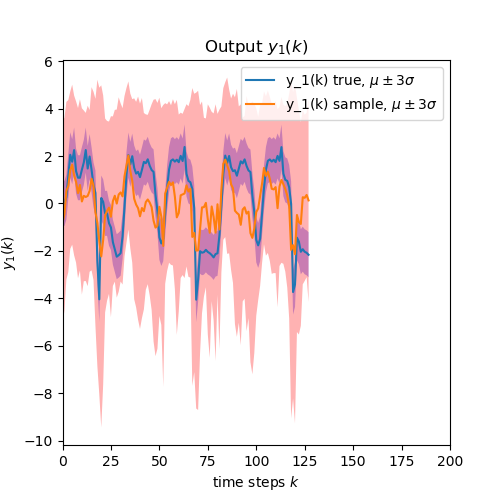 Output $y_1(k)$
y_1(k) true, μ ± 3σ
y_1(k) sample, μ ± 3σ
6
4
2
0
−2
−4
−6
−8
−10
y₁(k)
0 25 50 75 100 125 150 175 200
time steps k